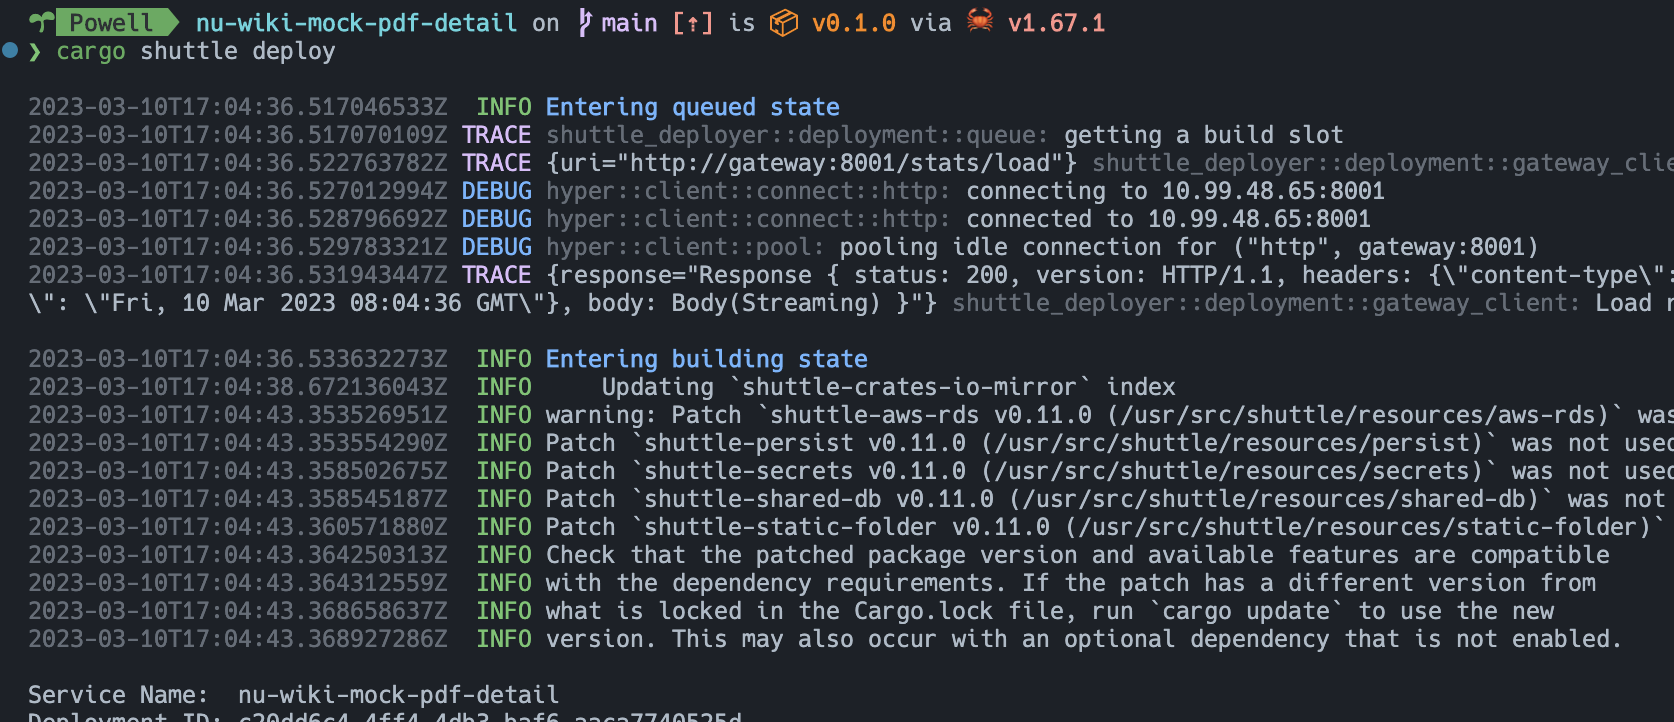 Powell nu-wiki-mock-pdf-detail on main [⇡] is 📦 v0.1.0 via 🦀 v1.67.1
❯ cargo shuttle deploy
2023-03-10T17:04:36.517046533Z  INFO Entering queued state
2023-03-10T17:04:36.517070109Z TRACE shuttle_deployer::deployment::queue: getting a build slot
2023-03-10T17:04:36.522763782Z TRACE {uri="http://gateway:8001/stats/load"} shuttle_deployer::deployment::gateway_clie
2023-03-10T17:04:36.527012994Z DEBUG hyper::client::connect::http: connecting to 10.99.48.65:8001
2023-03-10T17:04:36.528796692Z DEBUG hyper::client::connect::http: connected to 10.99.48.65:8001
2023-03-10T17:04:36.529783321Z DEBUG hyper::client::pool: pooling idle connection for ("http", gateway:8001)
2023-03-10T17:04:36.531943447Z TRACE {response="Response { status: 200, version: HTTP/1.1, headers: {\"content-type\":
\": \"Fri, 10 Mar 2023 08:04:36 GMT\"}, body: Body(Streaming) }"} shuttle_deployer::deployment::gateway_client: Load
2023-03-10T17:04:36.533632273Z  INFO Entering building state
2023-03-10T17:04:38.672136043Z  INFO     Updating `shuttle-crates-io-mirror` index
2023-03-10T17:04:43.353526951Z  INFO warning: Patch `shuttle-aws-rds v0.11.0 (/usr/src/shuttle/resources/aws-rds)` was
2023-03-10T17:04:43.353554290Z  INFO Patch `shuttle-persist v0.11.0 (/usr/src/shuttle/resources/persist)` was not used
2023-03-10T17:04:43.358502675Z  INFO Patch `shuttle-secrets v0.11.0 (/usr/src/shuttle/resources/secrets)` was not used
2023-03-10T17:04:43.358545187Z  INFO Patch `shuttle-shared-db v0.11.0 (/usr/src/shuttle/resources/shared-db)` was not
2023-03-10T17:04:43.360571880Z  INFO Patch `shuttle-static-folder v0.11.0 (/usr/src/shuttle/resources/static-folder)`
2023-03-10T17:04:43.364250313Z  INFO Check that the patched package version and available features are compatible
2023-03-10T17:04:43.364312559Z  INFO with the dependency requirements. If the patch has a different version from
2023-03-10T17:04:43.368658637Z  INFO what is locked in the Cargo.lock file, run `cargo update` to use the new
2023-03-10T17:04:43.368927286Z  INFO version. This may also occur with an optional dependency that is not enabled.
Service Name:  nu-wiki-mock-pdf-detail
Deployment ID: c20dd6c4-4ff4-4db3-baf6-aaca7740525d